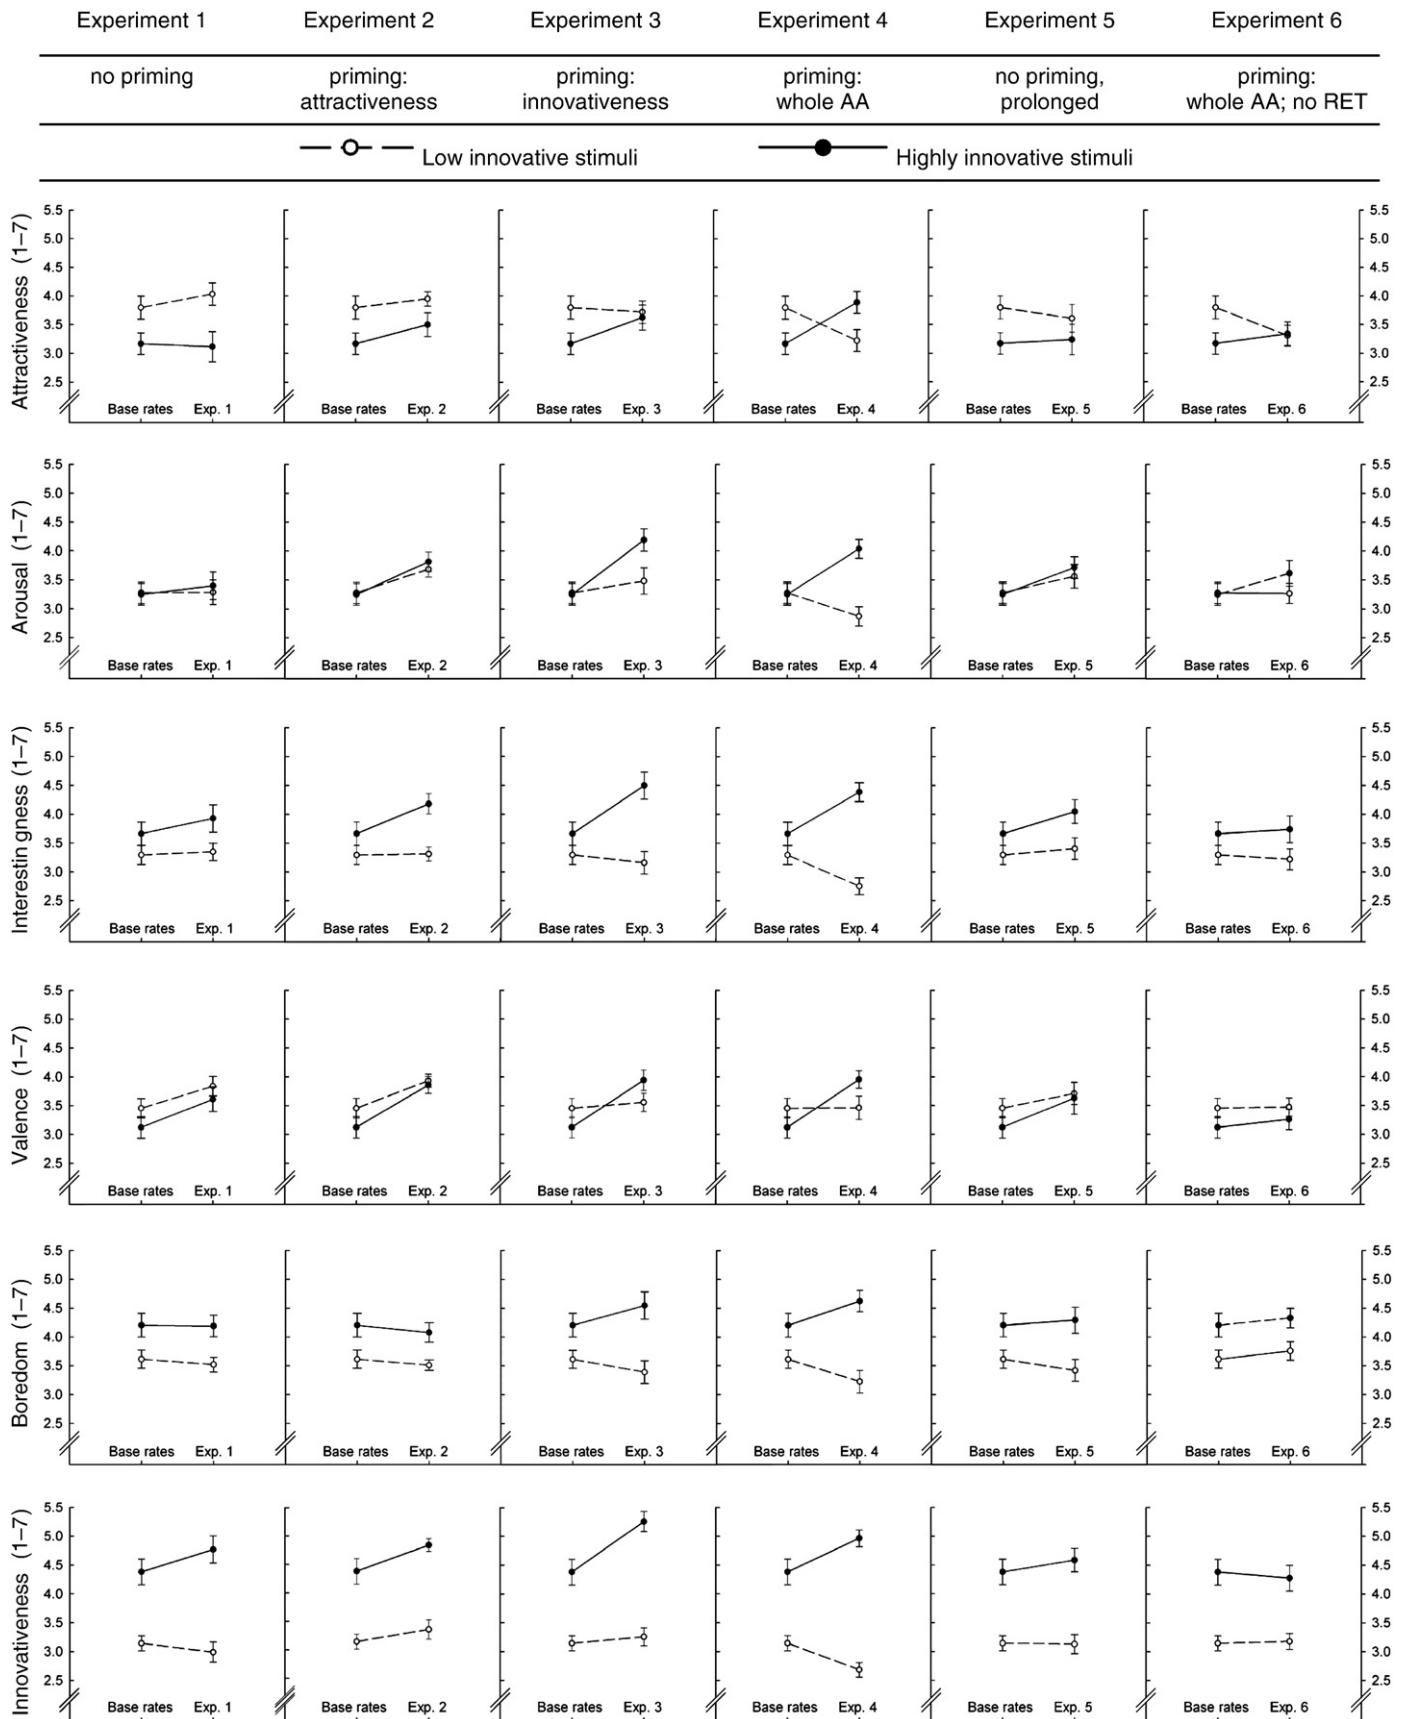 Experiment 1 Experiment 2 Experiment 3 Experiment 4 Experiment 5 Experiment 6
no priming priming: priming: priming: no priming, priming:
attractiveness innovativeness whole AA prolonged whole AA; no RET
Low innovative stimuli Highly innovative stimuli
Attractiveness (1–7)
5.5 5.5
5.0 5.0
4.5 4.5
4.0 4.0
3.5 3.5
3.0 3.0
2.5 2.5
Base rates Exp. 1 Base rates Exp. 2 Base rates Exp. 3 Base rates Exp. 4 Base rates Exp. 5 Base rates Exp. 6
Arousal (1–7)
5.5 5.5
5.0 5.0
4.5 4.5
4.0 4.0
3.5 3.5
3.0 3.0
2.5 2.5
Base rates Exp. 1 Base rates Exp. 2 Base rates Exp. 3 Base rates Exp. 4 Base rates Exp. 5 Base rates Exp. 6
Interestin gness (1–7)
5.5 5.5
5.0 5.0
4.5 4.5
4.0 4.0
3.5 3.5
3.0 3.0
2.5 2.5
Base rates Exp. 1 Base rates Exp. 2 Base rates Exp. 3 Base rates Exp. 4 Base rates Exp. 5 Base rates Exp. 6
Valence (1–7)
5.5 5.5
5.0 5.0
4.5 4.5
4.0 4.0
3.5 3.5
3.0 3.0
2.5 2.5
Base rates Exp. 1 Base rates Exp. 2 Base rates Exp. 3 Base rates Exp. 4 Base rates Exp. 5 Base rates Exp. 6
Boredom (1–7)
5.5 5.5
5.0 5.0
4.5 4.5
4.0 4.0
3.5 3.5
3.0 3.0
2.5 2.5
Base rates Exp. 1 Base rates Exp. 2 Base rates Exp. 3 Base rates Exp. 4 Base rates Exp. 5 Base rates Exp. 6
Innovativeness (1–7)
5.5 5.5
5.0 5.0
4.5 4.5
4.0 4.0
3.5 3.5
3.0 3.0
2.5 2.5
Base rates Exp. 1 Base rates Exp. 2 Base rates Exp. 3 Base rates Exp. 4 Base rates Exp. 5 Base rates Exp. 6